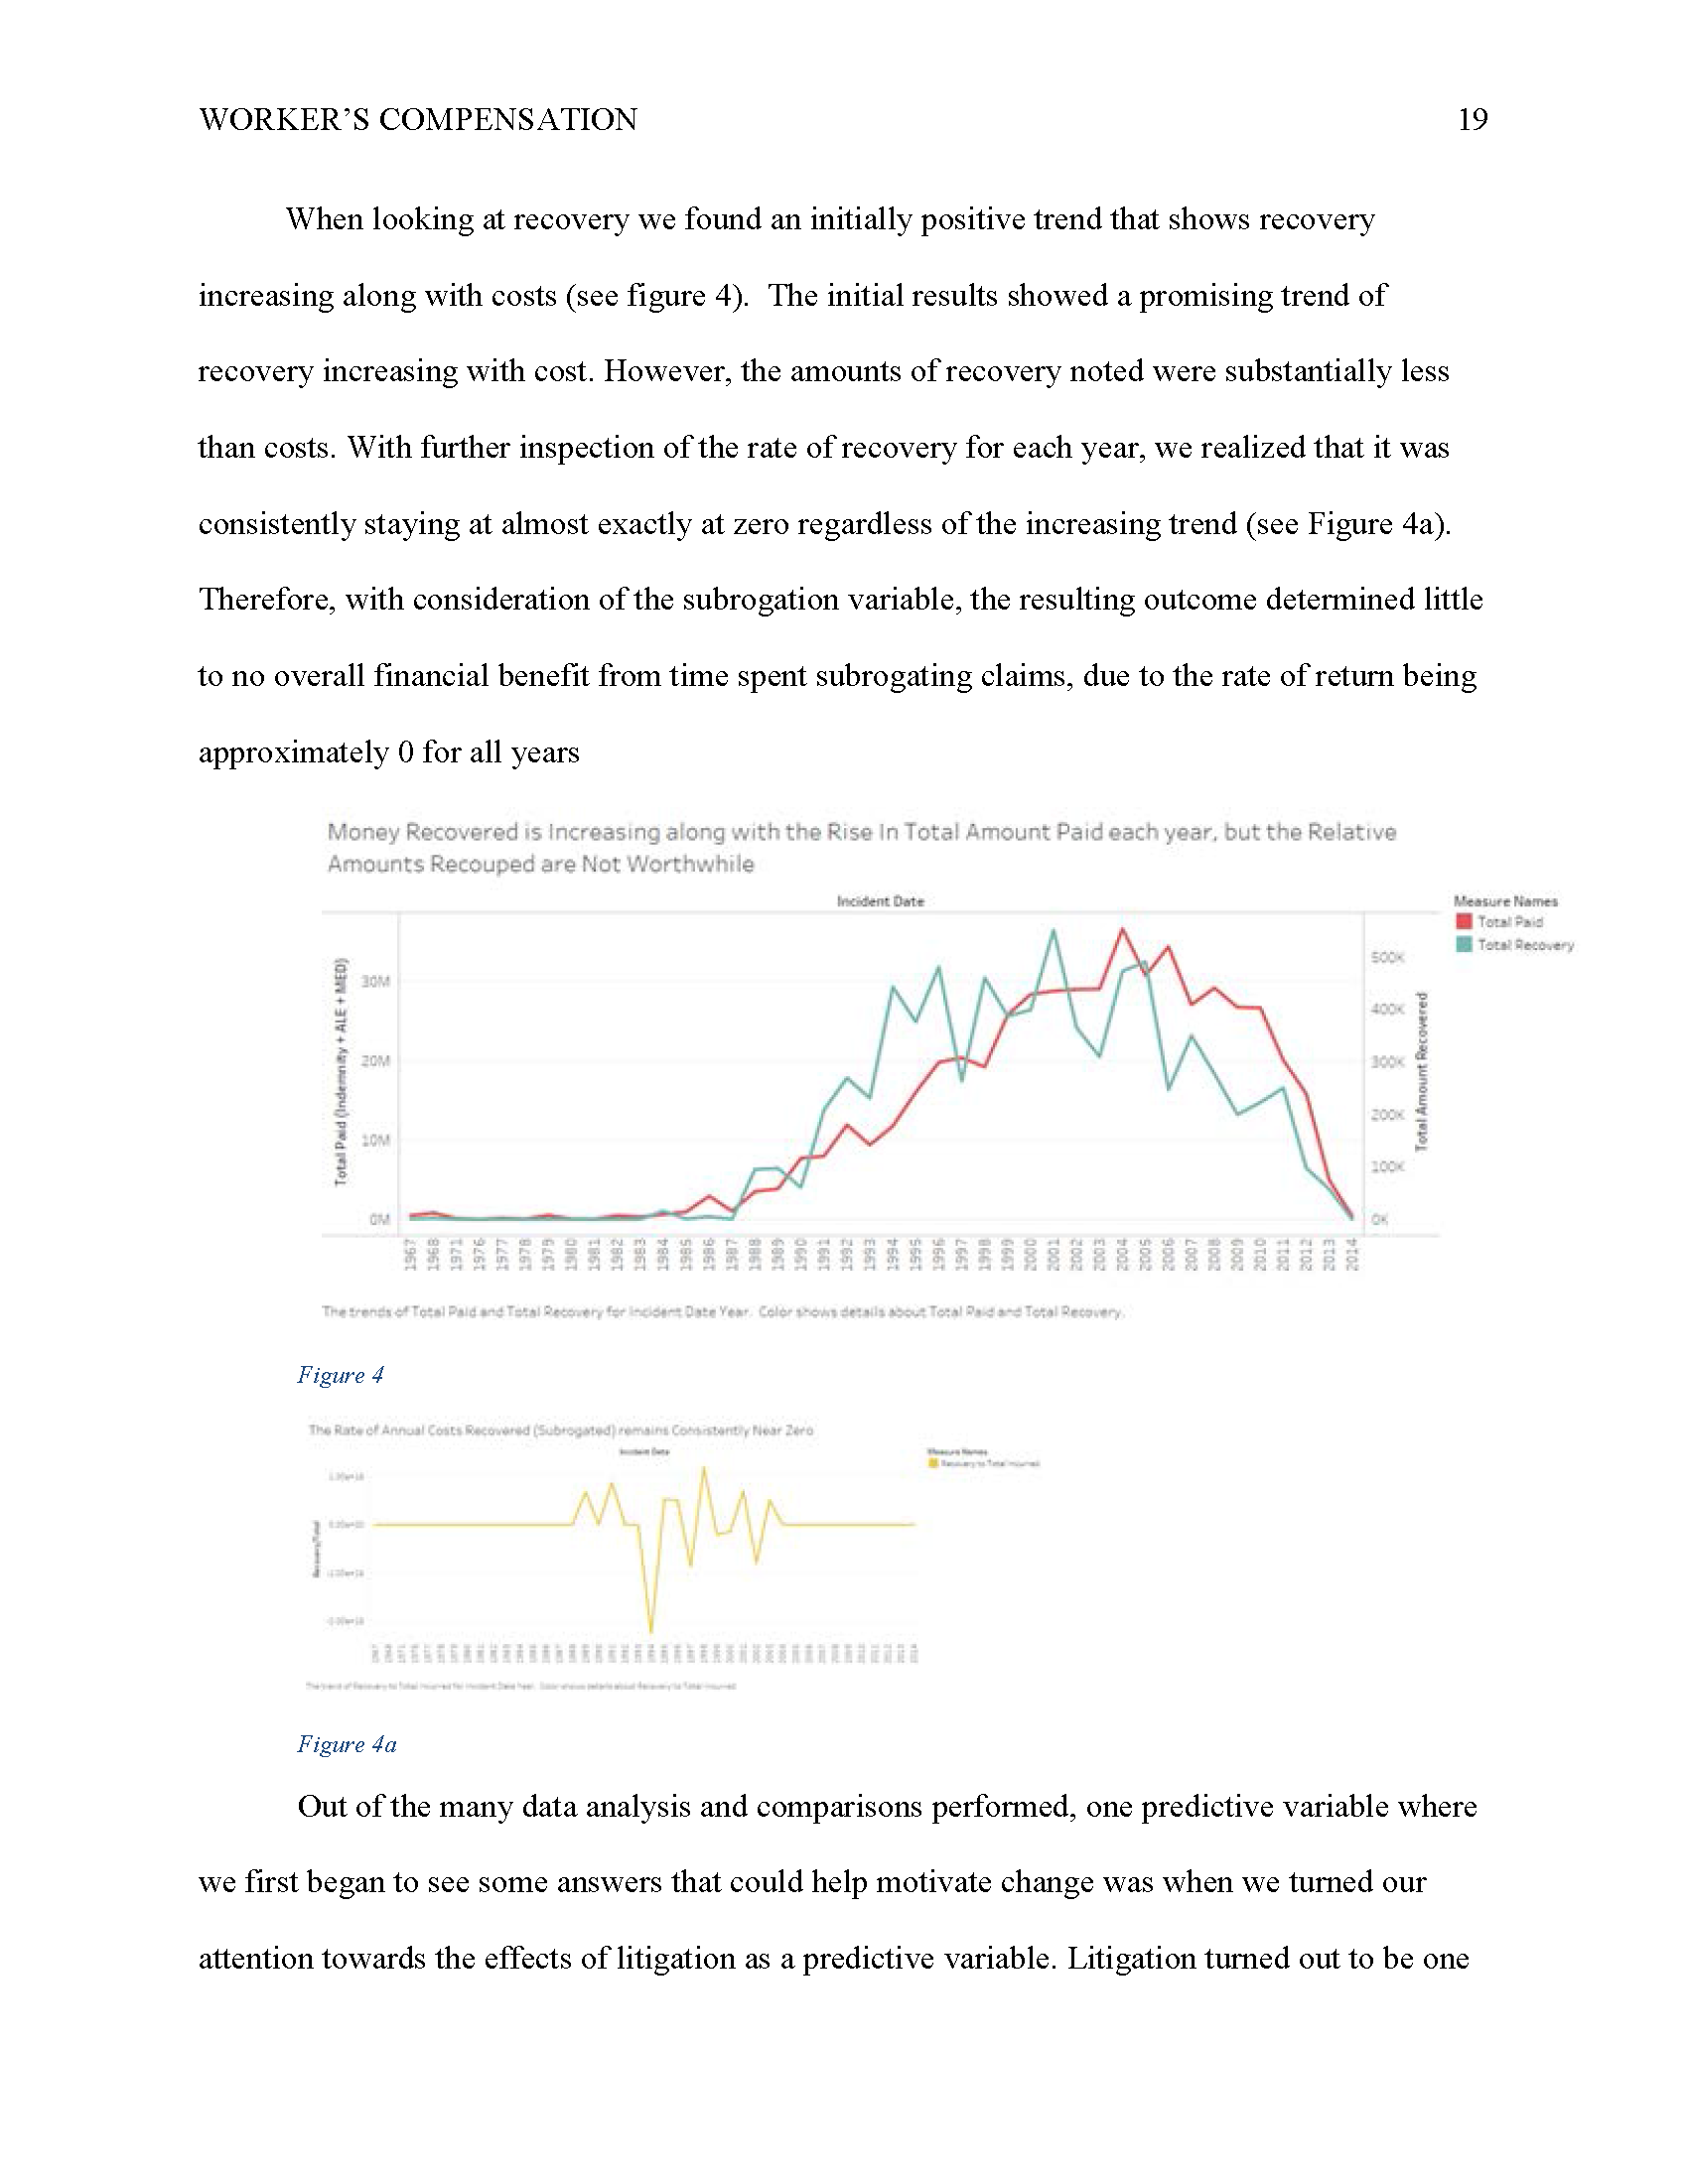 WORKER'S COMPENSATION 19
When looking at recovery we found an initially positive trend that shows recovery
increasing along with costs (see figure 4).  The initial results showed a promising trend of
recovery increasing with cost. However, the amounts of recovery noted were substantially less
than costs. With further inspection of the rate of recovery for each year, we realized that it was
consistently staying at almost exactly at zero regardless of the increasing trend (see Figure 4a).
Therefore, with consideration of the subrogation variable, the resulting outcome determined little
to no overall financial benefit from time spent subrogating claims, due to the rate of return being
approximately 0 for all years
Money Recovered is Increasing along with the Rise In Total Amount Paid each year, but the Relative
Amounts Recouped are Not Worthwhile
Incident Date
Measure Names
Total Paid
Total Recovery
Total Paid (Indemnity + ALE + MED)
30M
20M
10M
0M
500K
400K
300K
200K
100K
0K
Total Amount Recovered
1967 1968 1971 1976 1977 1978 1979 1980 1981 1982 1983 1984 1985 1986 1987 1988 1989 1990 1991 1992 1993 1994 1995 1996 1997 1998 1999 2000 2001 2002 2003 2004 2005 2006 2007 2008 2009 2010 2011 2012 2013 2014
The trends of Total Paid and Total Recovery for Incident Date Year. Color shows details about Total Paid and Total Recovery.
Figure 4
The Rate of Annual Costs Recovered (Subrogated) remains Consistently Near Zero
Incident Date
Measure Names
Recovery to Total Incurred
Recovery/Total
The trend of Recovery to Total Incurred for Incident Date Year. Color shows details about Recovery to Total Incurred.
Figure 4a
Out of the many data analysis and comparisons performed, one predictive variable where
we first began to see some answers that could help motivate change was when we turned our
attention towards the effects of litigation as a predictive variable. Litigation turned out to be one